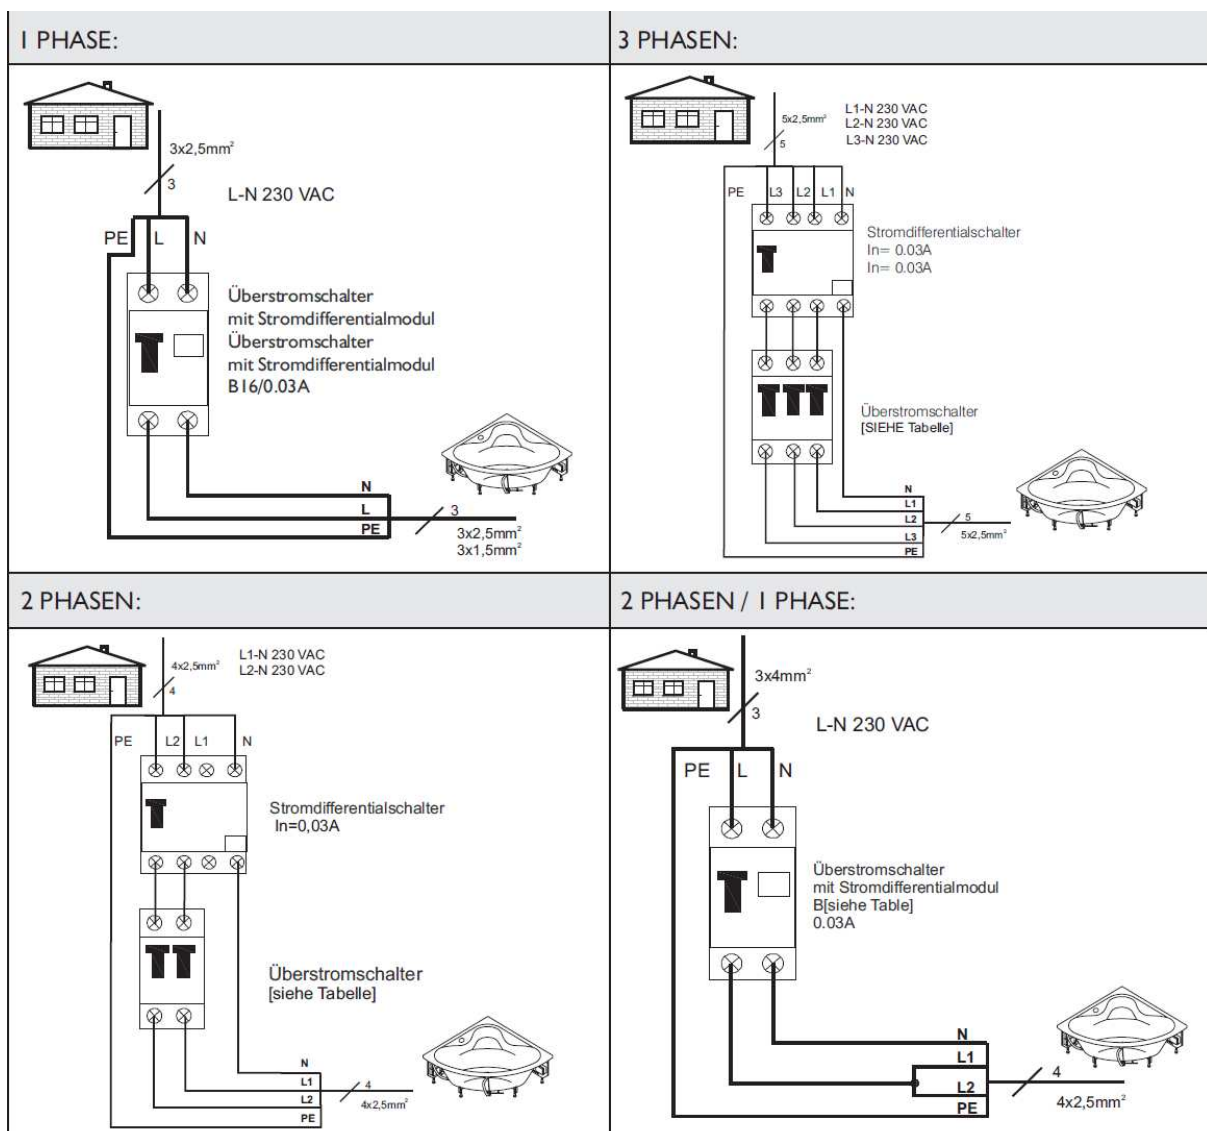 1 PHASE:
3x2,5mm²
3
L-N 230 VAC
PE L N
Überstromschalter
mit Stromdifferentialmodul
Überstromschalter
mit Stromdifferentialmodul
B16/0.03A
N
L
PE
3
3x2,5mm²
3x1,5mm²
3 PHASEN:
5x2,5mm²
5
L1-N 230 VAC
L2-N 230 VAC
L3-N 230 VAC
PE L3 L2 L1 N
Stromdifferentialschalter
In= 0.03A
In= 0.03A
Überstromschalter
[SIEHE Tabelle]
N
L1
L2
L3
PE
5
5x2,5mm²
2 PHASEN:
4x2,5mm²
4
L1-N 230 VAC
L2-N 230 VAC
PE L2 L1 N
Stromdifferentialschalter
In=0,03A
Überstromschalter
[siehe Tabelle]
N
L1
L2
PE
4
4x2,5mm²
2 PHASEN / 1 PHASE:
3x4mm²
3
L-N 230 VAC
PE L N
Überstromschalter
mit Stromdifferentialmodul
B[siehe Table]
0.03A
N
L1
L2
PE
4
4x2,5mm²